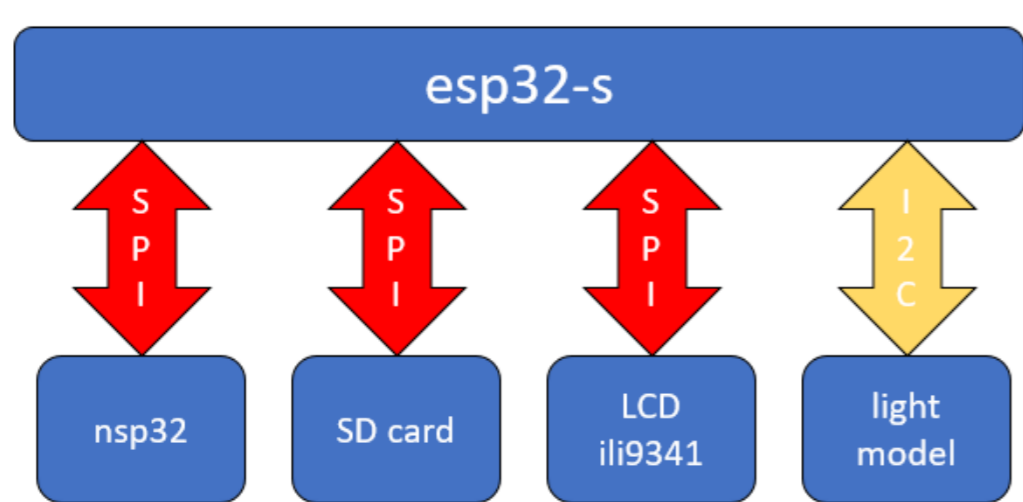 esp32-s
S
P
I
S
P
I
S
P
I
I
2
C
nsp32
SD card
LCD
ili9341
light
model